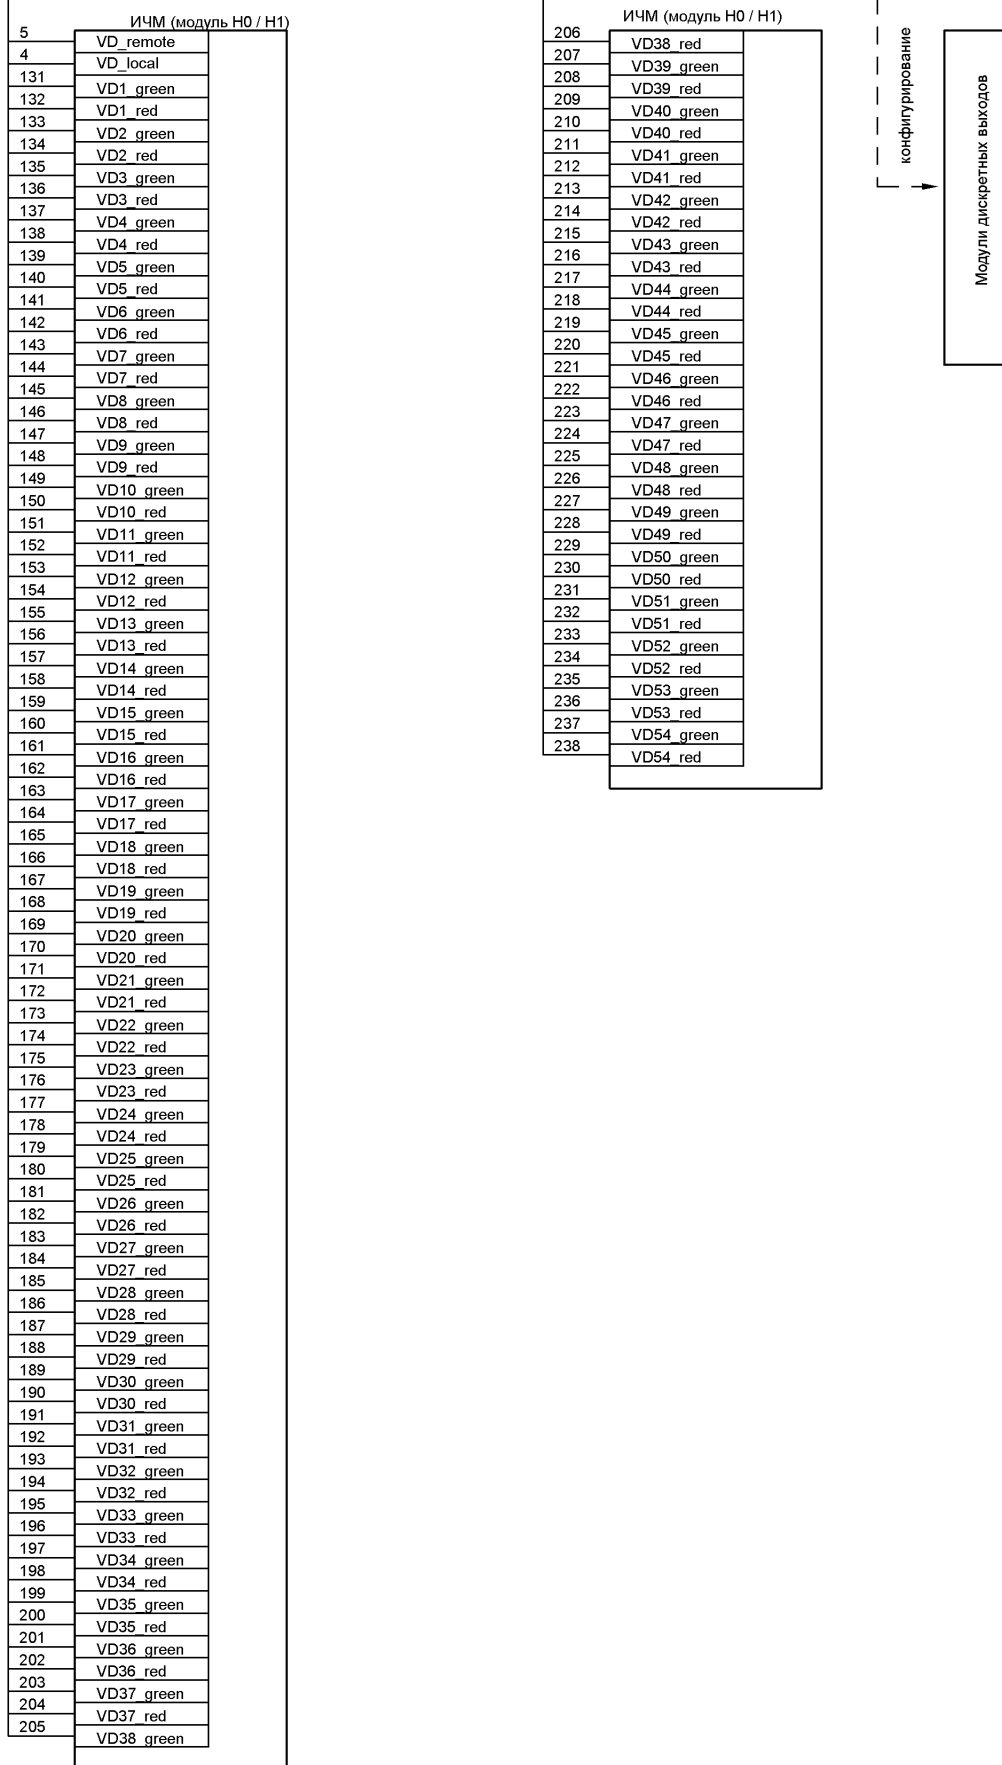 ИЧМ (модуль Н0 / Н1)
5 VD_remote
4 VD_local
131 VD1_green
132 VD1_red
133 VD2_green
134 VD2_red
135 VD3_green
136 VD3_red
137 VD4_green
138 VD4_red
139 VD5_green
140 VD5_red
141 VD6_green
142 VD6_red
143 VD7_green
144 VD7_red
145 VD8_green
146 VD8_red
147 VD9_green
148 VD9_red
149 VD10_green
150 VD10_red
151 VD11_green
152 VD11_red
153 VD12_green
154 VD12_red
155 VD13_green
156 VD13_red
157 VD14_green
158 VD14_red
159 VD15_green
160 VD15_red
161 VD16_green
162 VD16_red
163 VD17_green
164 VD17_red
165 VD18_green
166 VD18_red
167 VD19_green
168 VD19_red
169 VD20_green
170 VD20_red
171 VD21_green
172 VD21_red
173 VD22_green
174 VD22_red
175 VD23_green
176 VD23_red
177 VD24_green
178 VD24_red
179 VD25_green
180 VD25_red
181 VD26_green
182 VD26_red
183 VD27_green
184 VD27_red
185 VD28_green
186 VD28_red
187 VD29_green
188 VD29_red
189 VD30_green
190 VD30_red
191 VD31_green
192 VD31_red
193 VD32_green
194 VD32_red
195 VD33_green
196 VD33_red
197 VD34_green
198 VD34_red
199 VD35_green
200 VD35_red
201 VD36_green
202 VD36_red
203 VD37_green
204 VD37_red
205 VD38_green
ИЧМ (модуль Н0 / Н1)
206 VD38_red
207 VD39_green
208 VD39_red
209 VD40_green
210 VD40_red
211 VD41_green
212 VD41_red
213 VD42_green
214 VD42_red
215 VD43_green
216 VD43_red
217 VD44_green
218 VD44_red
219 VD45_green
220 VD45_red
221 VD46_green
222 VD46_red
223 VD47_green
224 VD47_red
225 VD48_green
226 VD48_red
227 VD49_green
228 VD49_red
229 VD50_green
230 VD50_red
231 VD51_green
232 VD51_red
233 VD52_green
234 VD52_red
235 VD53_green
236 VD53_red
237 VD54_green
238 VD54_red
конфигурирование
Модули дискретных выходов